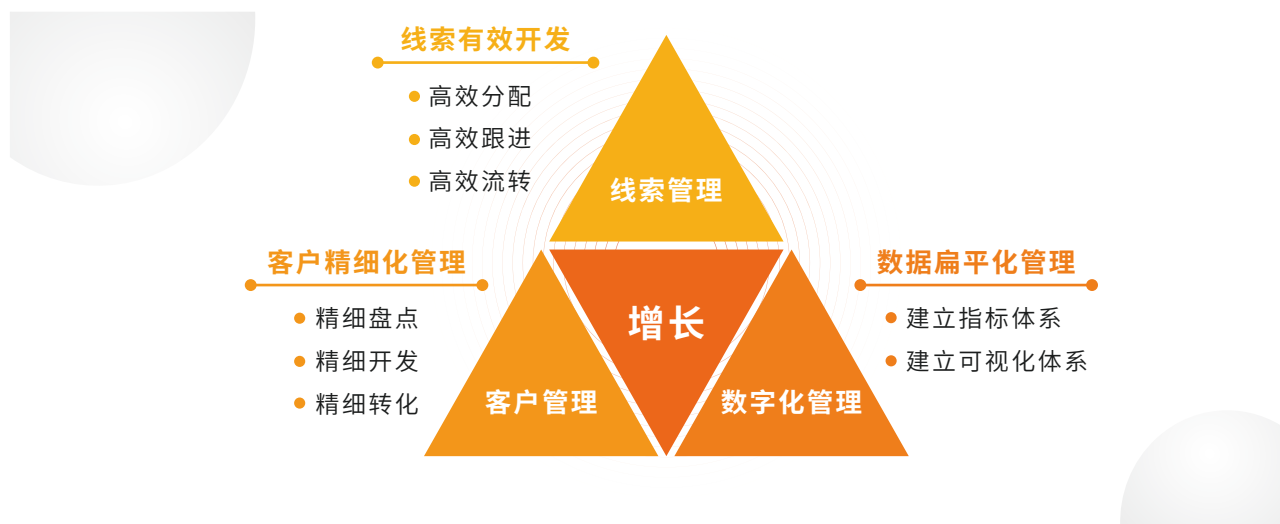 线索有效开发
高效分配
高效跟进
高效流转
线索管理
客户精细化管理
精细盘点
精细开发
精细转化
增长
客户管理
数字化管理
数据扁平化管理
建立指标体系
建立可视化体系